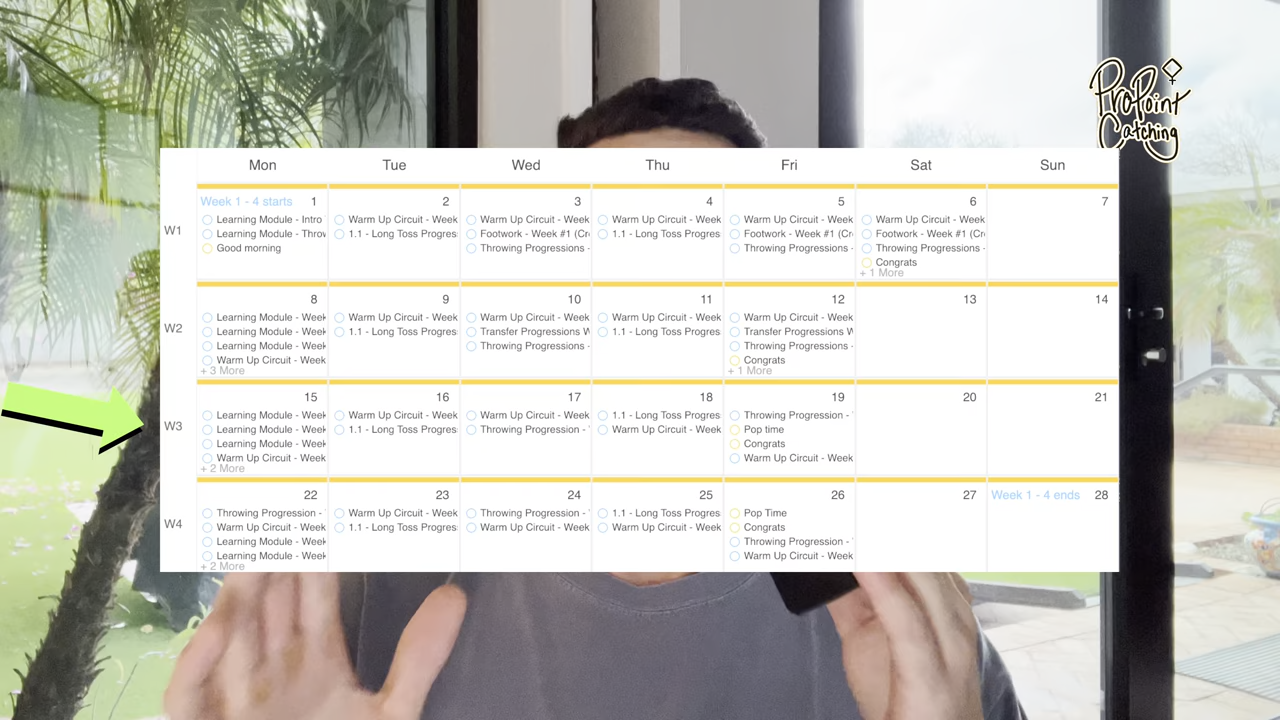 ProPoint
Catching
Mon Tue Wed Thu Fri Sat Sun
W1
Week 1 - 4 starts 1
Learning Module - Intro
Learning Module - Throw
Good morning
2
Warm Up Circuit - Week
1.1 - Long Toss Progres
3
Warm Up Circuit - Week
Footwork - Week #1 (Cr
Throwing Progressions -
4
Warm Up Circuit - Week
1.1 - Long Toss Progres
5
Warm Up Circuit - Week
Footwork - Week #1 (Cr
Throwing Progressions -
6
Warm Up Circuit - Week
Footwork - Week #1 (Cr
Throwing Progressions -
Congrats
+ 1 More
7
W2
8
Learning Module - Week
Learning Module - Week
Learning Module - Week
Warm Up Circuit - Week
+ 3 More
9
Warm Up Circuit - Week
1.1 - Long Toss Progres
10
Warm Up Circuit - Week
Transfer Progressions W
Throwing Progressions -
11
Warm Up Circuit - Week
1.1 - Long Toss Progres
12
Warm Up Circuit - Week
Transfer Progressions W
Throwing Progressions -
Congrats
+ 1 More
13
14
W3
15
Learning Module - Week
Learning Module - Week
Learning Module - Week
Warm Up Circuit - Week
+ 2 More
16
Warm Up Circuit - Week
1.1 - Long Toss Progres
17
Warm Up Circuit - Week
Throwing Progression -
18
1.1 - Long Toss Progres
Warm Up Circuit - Week
19
Throwing Progression -
Pop time
Congrats
Warm Up Circuit - Week
20
21
W4
22
Throwing Progression -
Warm Up Circuit - Week
Learning Module - Week
Learning Module - Week
+ 2 More
23
Warm Up Circuit - Week
1.1 - Long Toss Progres
24
Throwing Progression -
Warm Up Circuit - Week
25
1.1 - Long Toss Progres
Warm Up Circuit - Week
26
Pop Time
Congrats
Throwing Progression -
Warm Up Circuit - Week
27
Week 1 - 4 ends 28